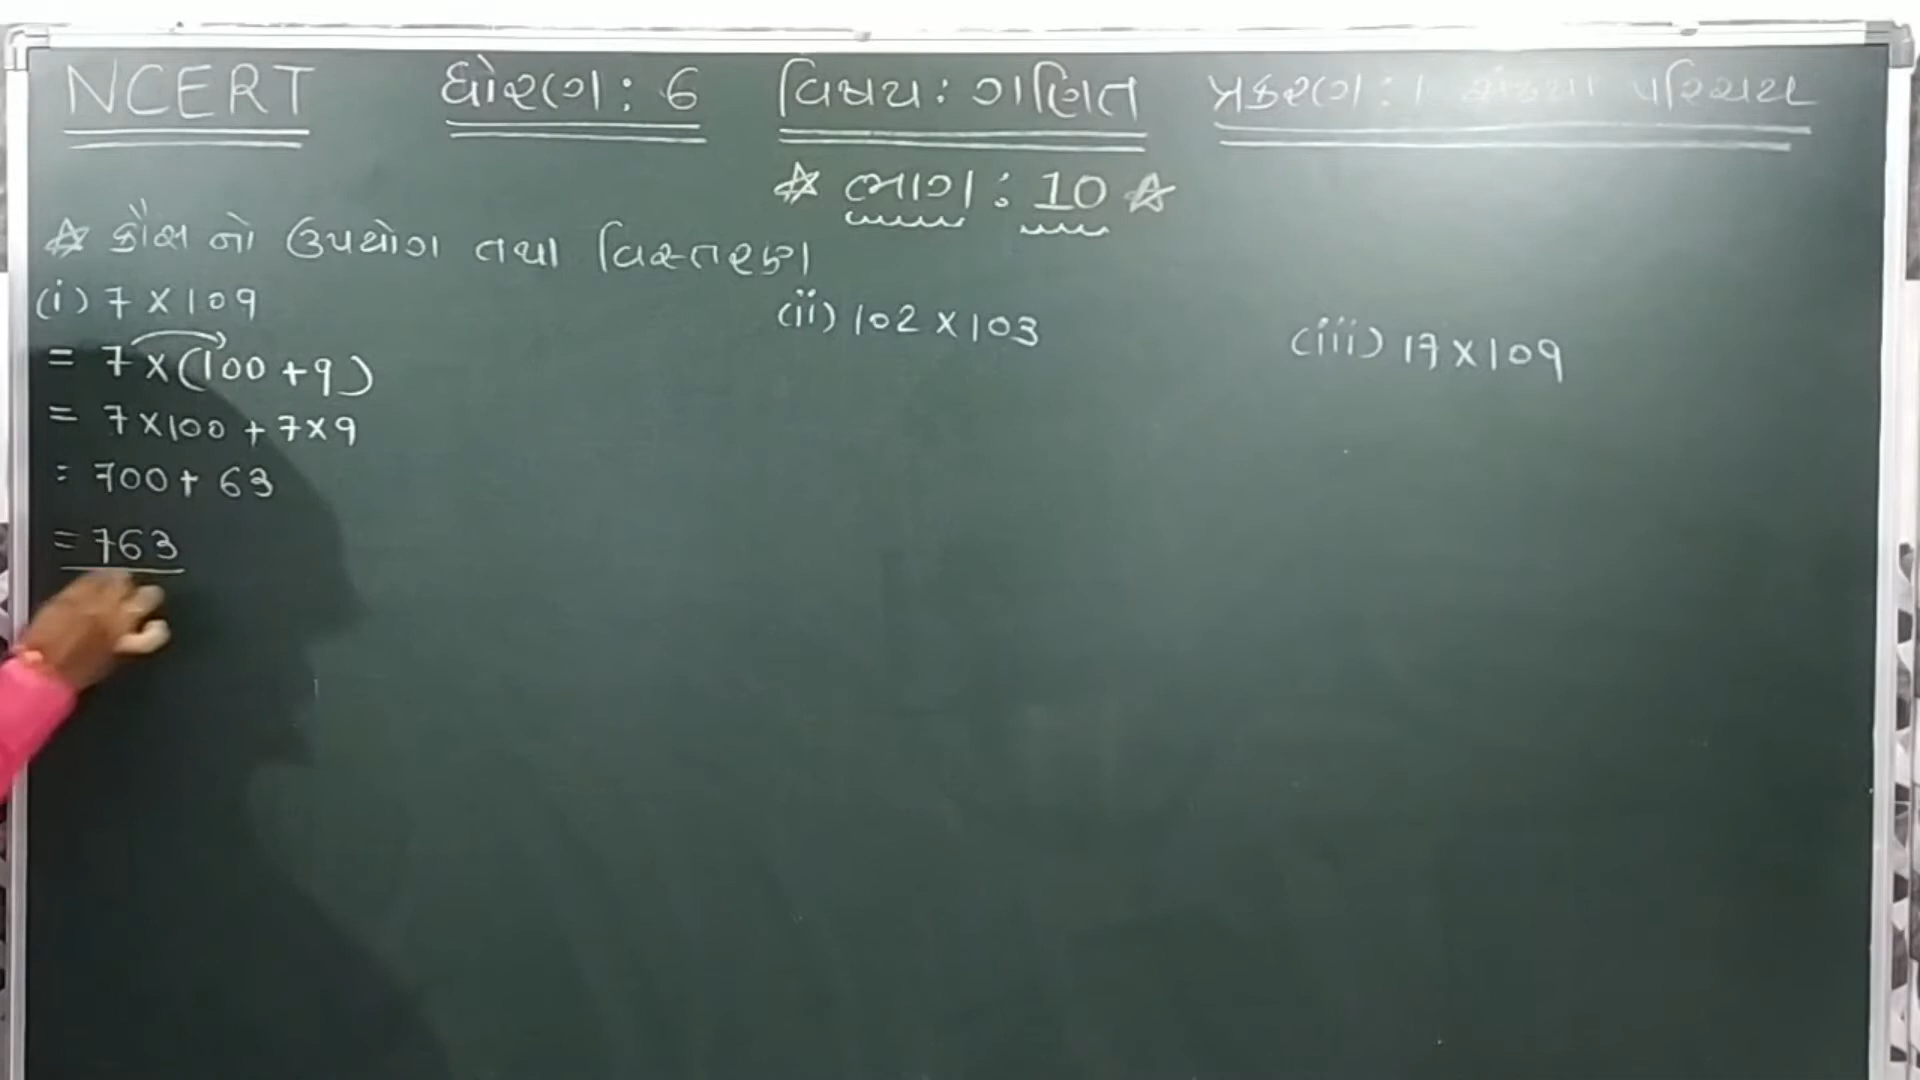 NCERT ધોરણ : 6 વિષય : ગણિત પ્રકરણ : 1 સંખ્યા પરિચય
☆ ભાગ : 10 ☆
☆ કૌંસ નો ઉપયોગ તથા વિસ્તરણ
(i) 7 × 109
= 7 × (100 + 9)
= 7 × 100 + 7 × 9
= 700 + 63
= 763
(ii) 102 × 103
(iii) 17 × 109